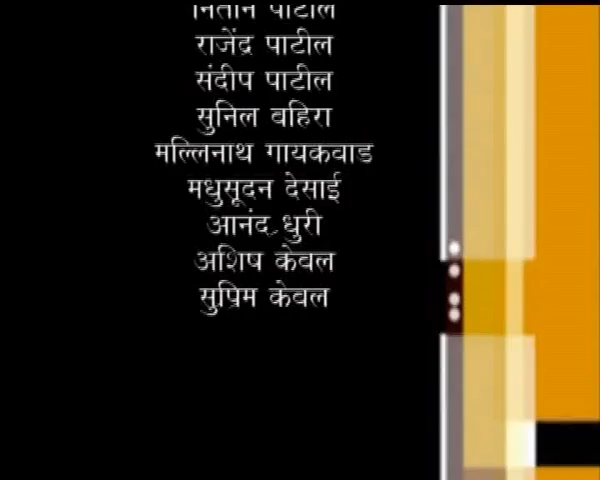 नितीन पाटील
राजेंद्र पाटील
संदीप पाटील
सुनिल बहिरा
मल्लिनाथ गायकवाड
मधुसूदन देसाई
आनंद धुरी
अशिष केवल
सुप्रिम केवल